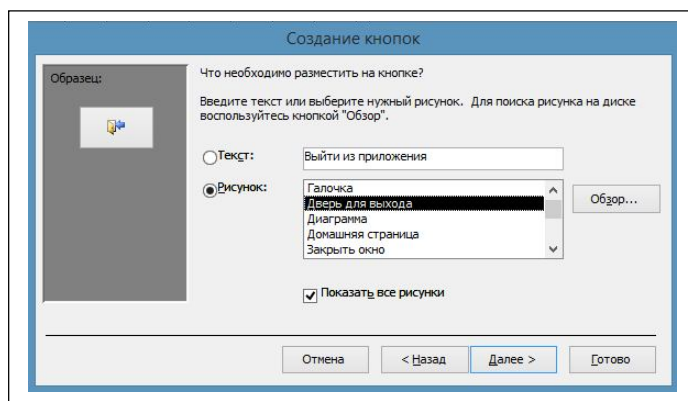 Создание кнопок
Образец:
Что необходимо разместить на кнопке?
Введите текст или выберите нужный рисунок. Для поиска рисунка на диске
воспользуйтесь кнопкой "Обзор".
Текст:
Выйти из приложения
Рисунок:
Галочка
Дверь для выхода
Диаграмма
Домашняя страница
Закрыть окно
Обзор...
Показать все рисунки
Отмена
< Назад
Далее >
Готово